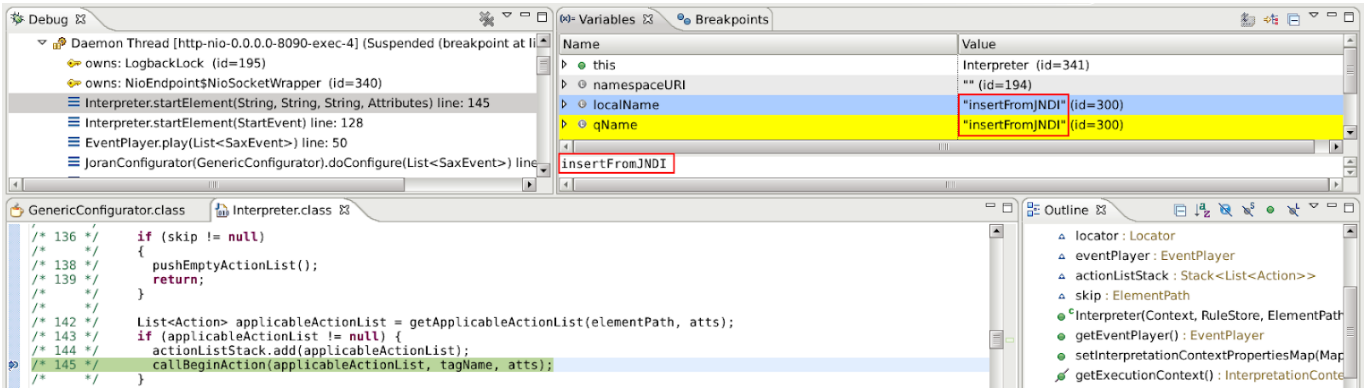 Debug
Daemon Thread [http-nio-0.0.0.0-8090-exec-4] (Suspended (breakpoint at li
owns: LogbackLock (id=195)
owns: NioEndpoint$NioSocketWrapper (id=340)
Interpreter.startElement(String, String, String, Attributes) line: 145
Interpreter.startElement(StartEvent) line: 128
EventPlayer.play(List<SaxEvent>) line: 50
JoranConfigurator(GenericConfigurator).doConfigure(List<SaxEvent>) line
(x)= Variables Breakpoints
Name Value
this Interpreter (id=341)
namespaceURI "" (id=194)
localName "insertFromJNDI" (id=300)
qName "insertFromJNDI" (id=300)
insertFromJNDI
GenericConfigurator.class Interpreter.class
/* 136 */ if (skip != null)
/* */ {
/* 138 */ pushEmptyActionList();
/* 139 */ return;
/* */ }
/* */
/* 142 */ List<Action> applicableActionList = getApplicableActionList(elementPath, atts);
/* 143 */ if (applicableActionList != null) {
/* 144 */ actionListStack.add(applicableActionList);
/* 145 */ callBeginAction(applicableActionList, tagName, atts);
/* */ }
Outline
locator : Locator
eventPlayer : EventPlayer
actionListStack : Stack<List<Action>>
skip : ElementPath
Interpreter(Context, RuleStore, ElementPath
getEventPlayer() : EventPlayer
setInterpretationContextPropertiesMap(Map
getExecutionContext() : InterpretationConte